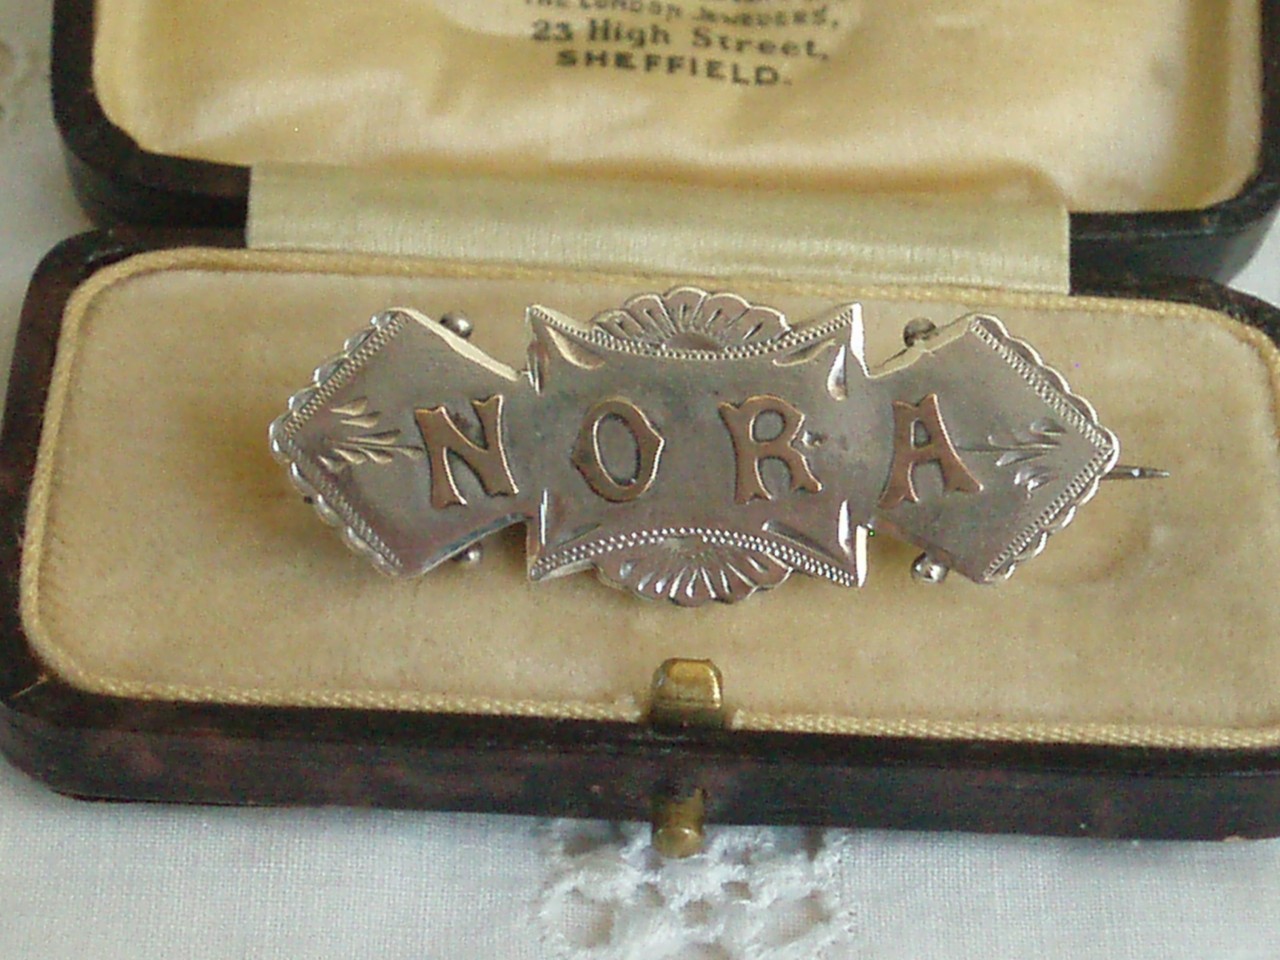 THE LONDON JEWELLERS,
23 High Street,
SHEFFIELD.
NORA